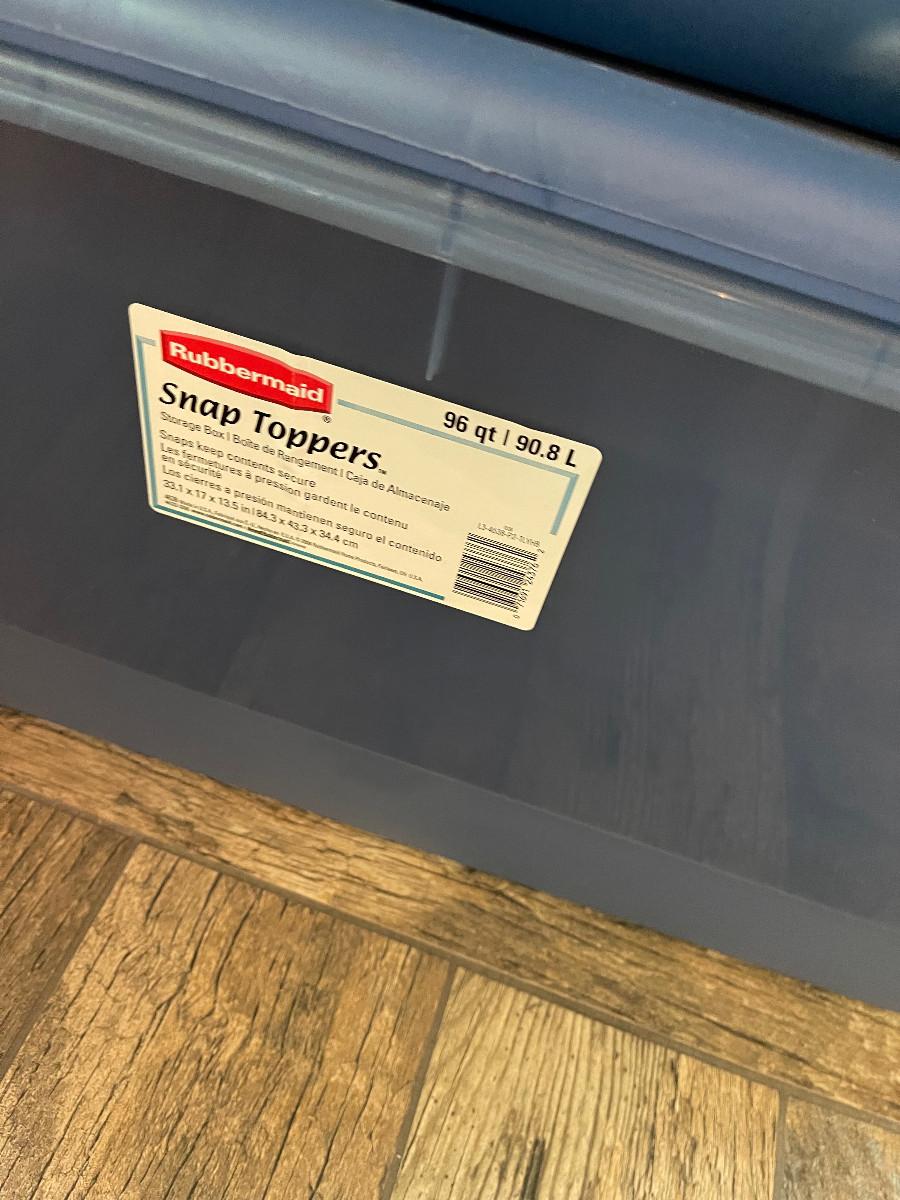 Rubbermaid
®
96 qt | 90.8 L
Snap Toppers™
Storage Box | Boîte de Rangement | Caja de Almacenaje
Snaps keep contents secure
Les fermetures à pression gardent le contenu
en sécurité
Los cierres a presión mantienen seguro el contenido
33.1 x 17 x 13.5 in | 84.3 x 43.3 x 34.4 cm